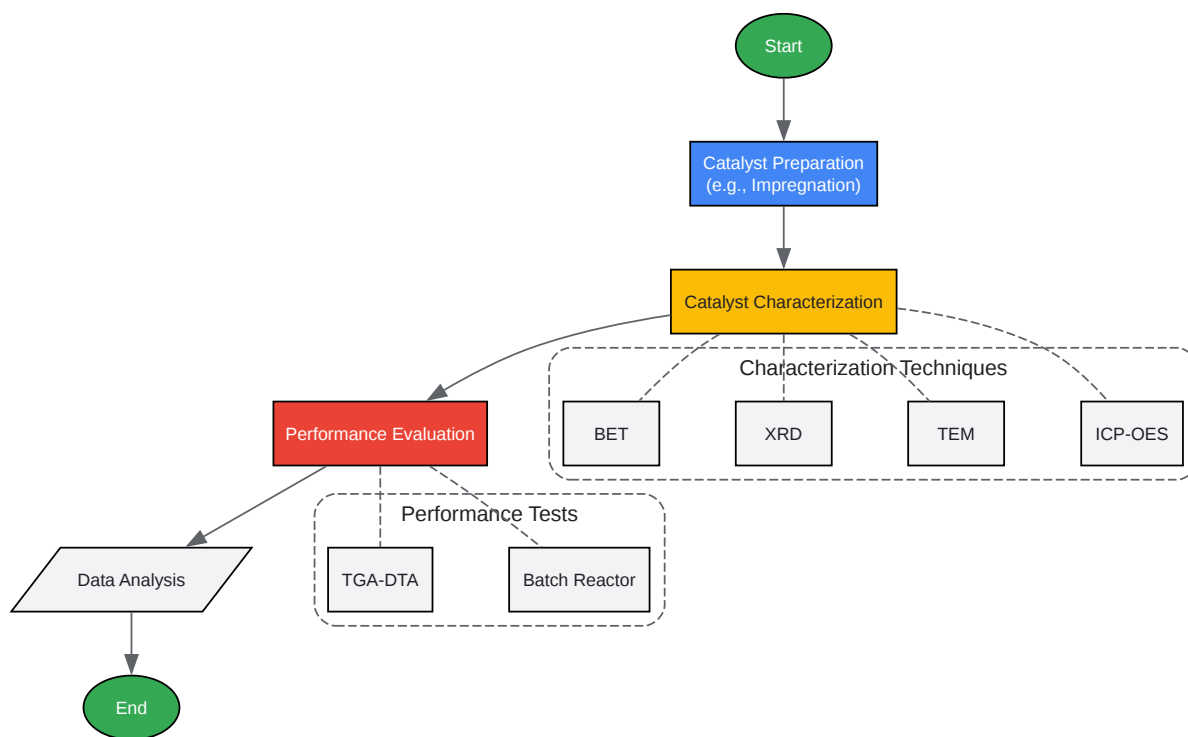 Start
Catalyst Preparation
(e.g., Impregnation)
Catalyst Characterization
Characterization Techniques
BET
XRD
TEM
ICP-OES
Performance Evaluation
Performance Tests
TGA-DTA
Batch Reactor
Data Analysis
End